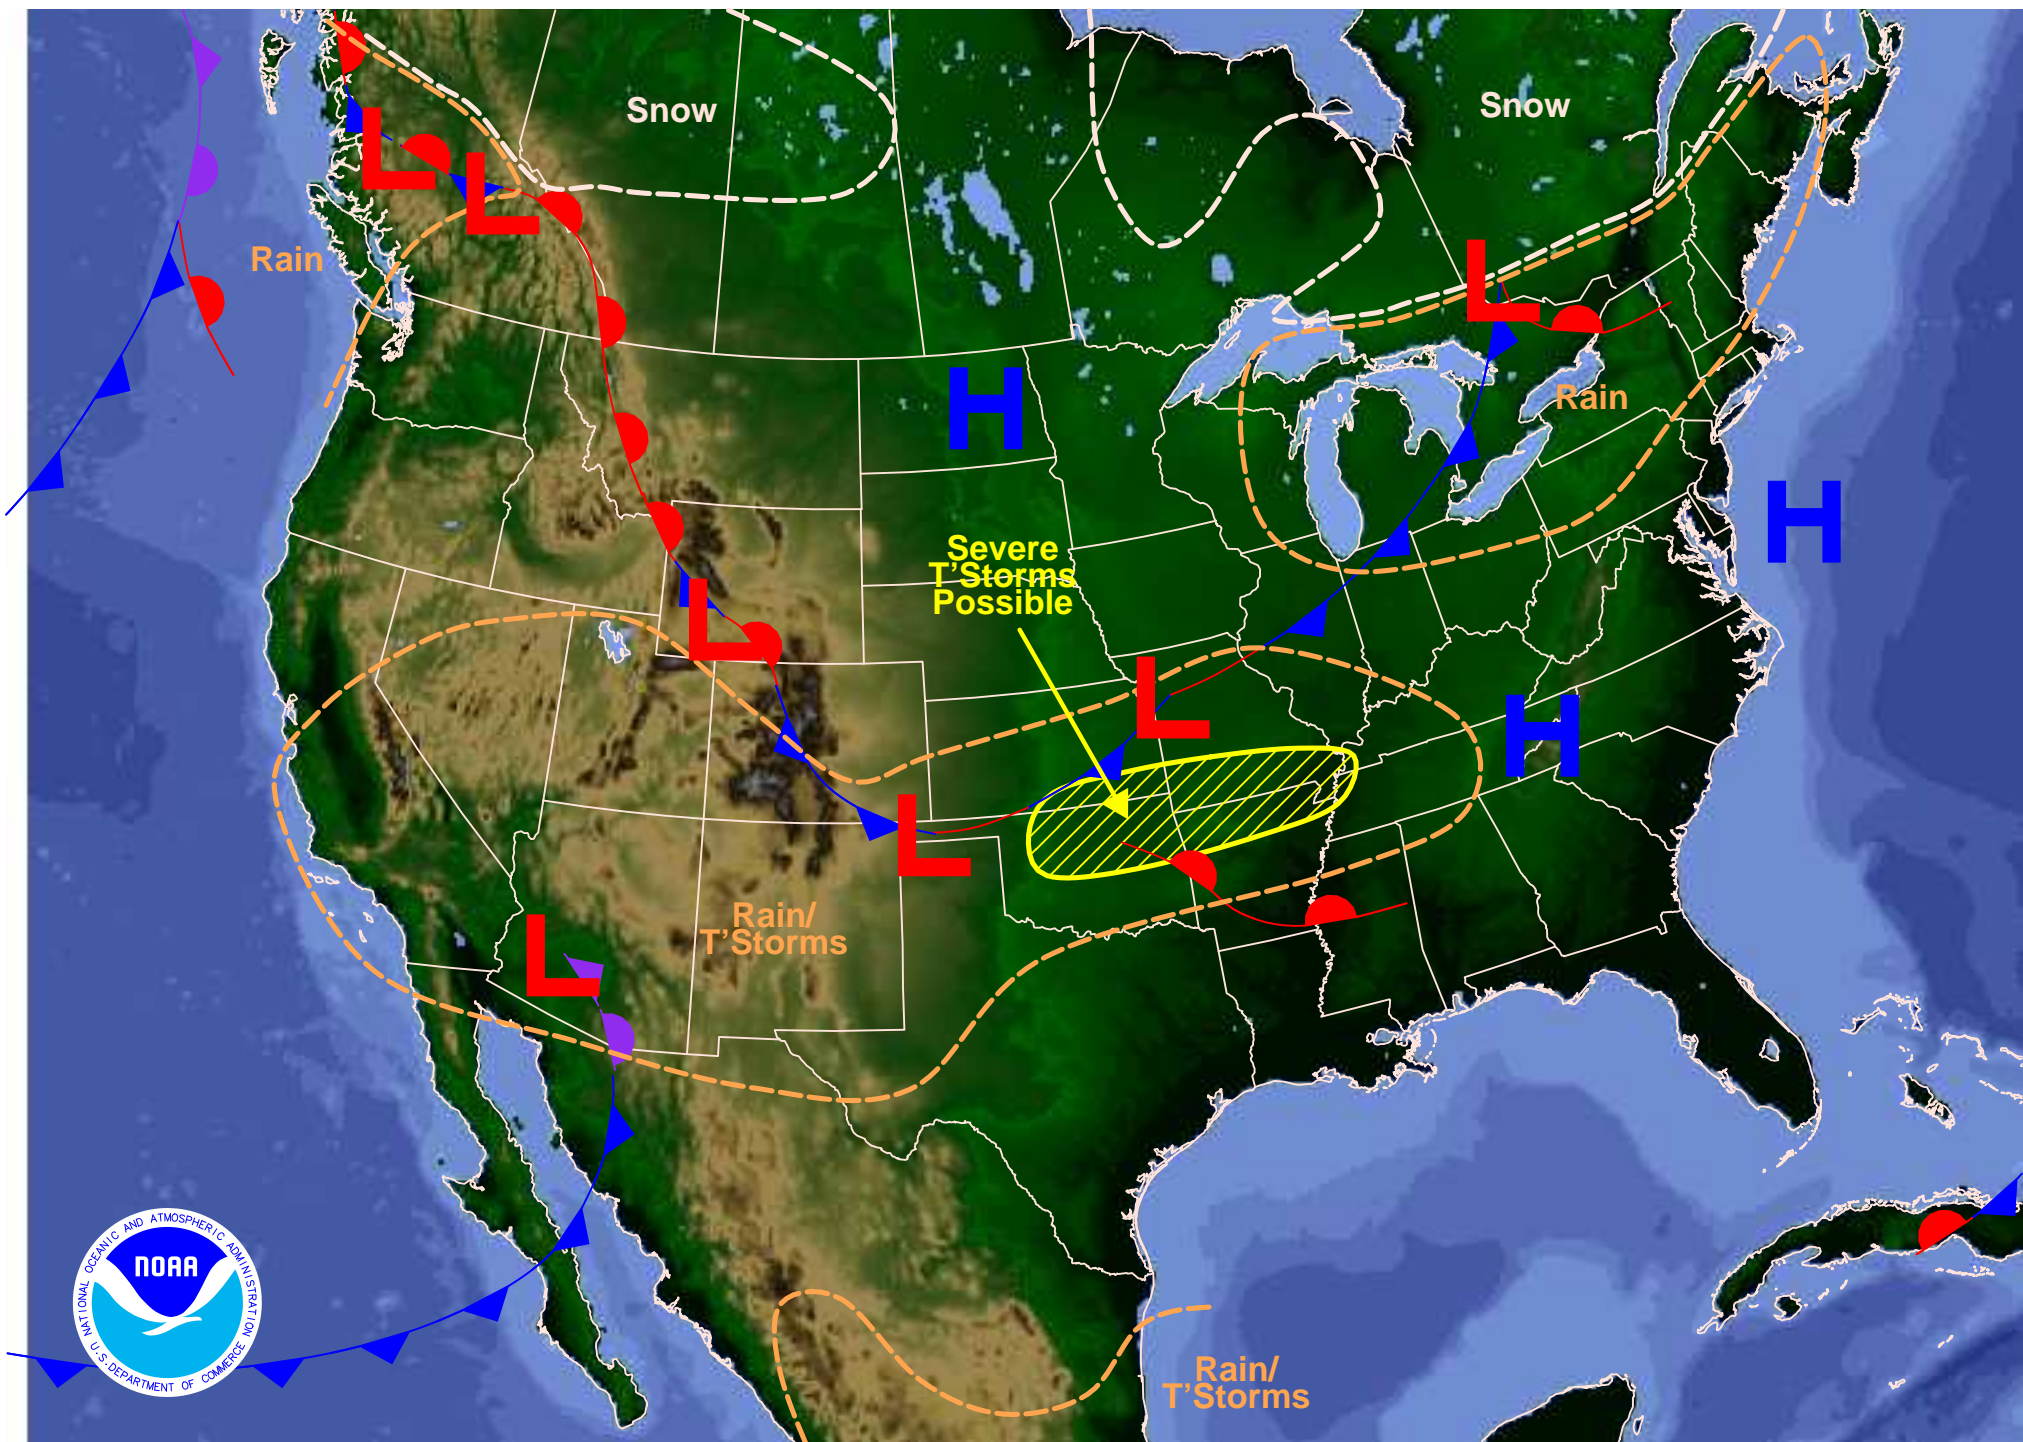 Snow
Snow
L
L
Rain
L
H
Rain
H
Severe
T'Storms
Possible
L
L
H
L
Rain/
T'Storms
L
NATIONAL OCEANIC AND ATMOSPHERIC ADMINISTRATION
NOAA
U.S. DEPARTMENT OF COMMERCE
Rain/
T'Storms